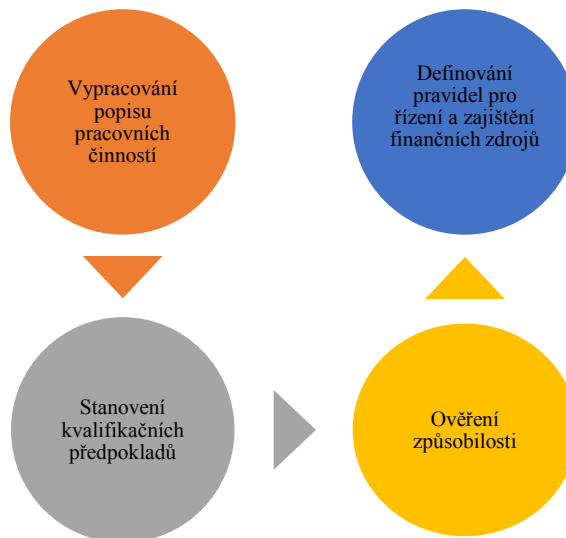 Vypracování
popisu
pracovních
činností
Stanovení
kvalifikačních
předpokladů
Ověření
způsobilosti
Definování
pravidel pro
řízení a zajištění
finančních zdrojů